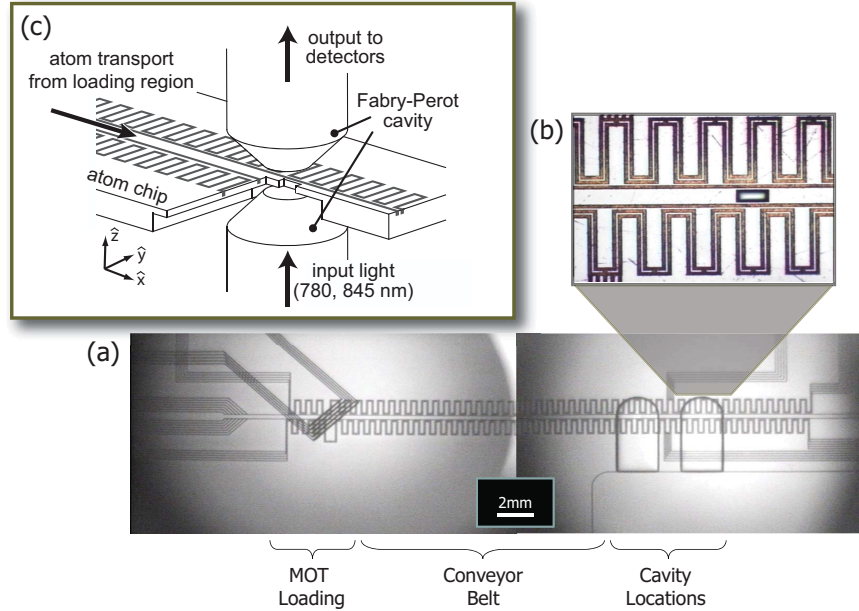 (c)
atom transport
from loading region
output to
detectors
Fabry-Perot
cavity
atom chip
ẑ
ŷ
x̂
input light
(780, 845 nm)
(b)
(a)
2mm
MOT
Loading
Conveyor
Belt
Cavity
Locations